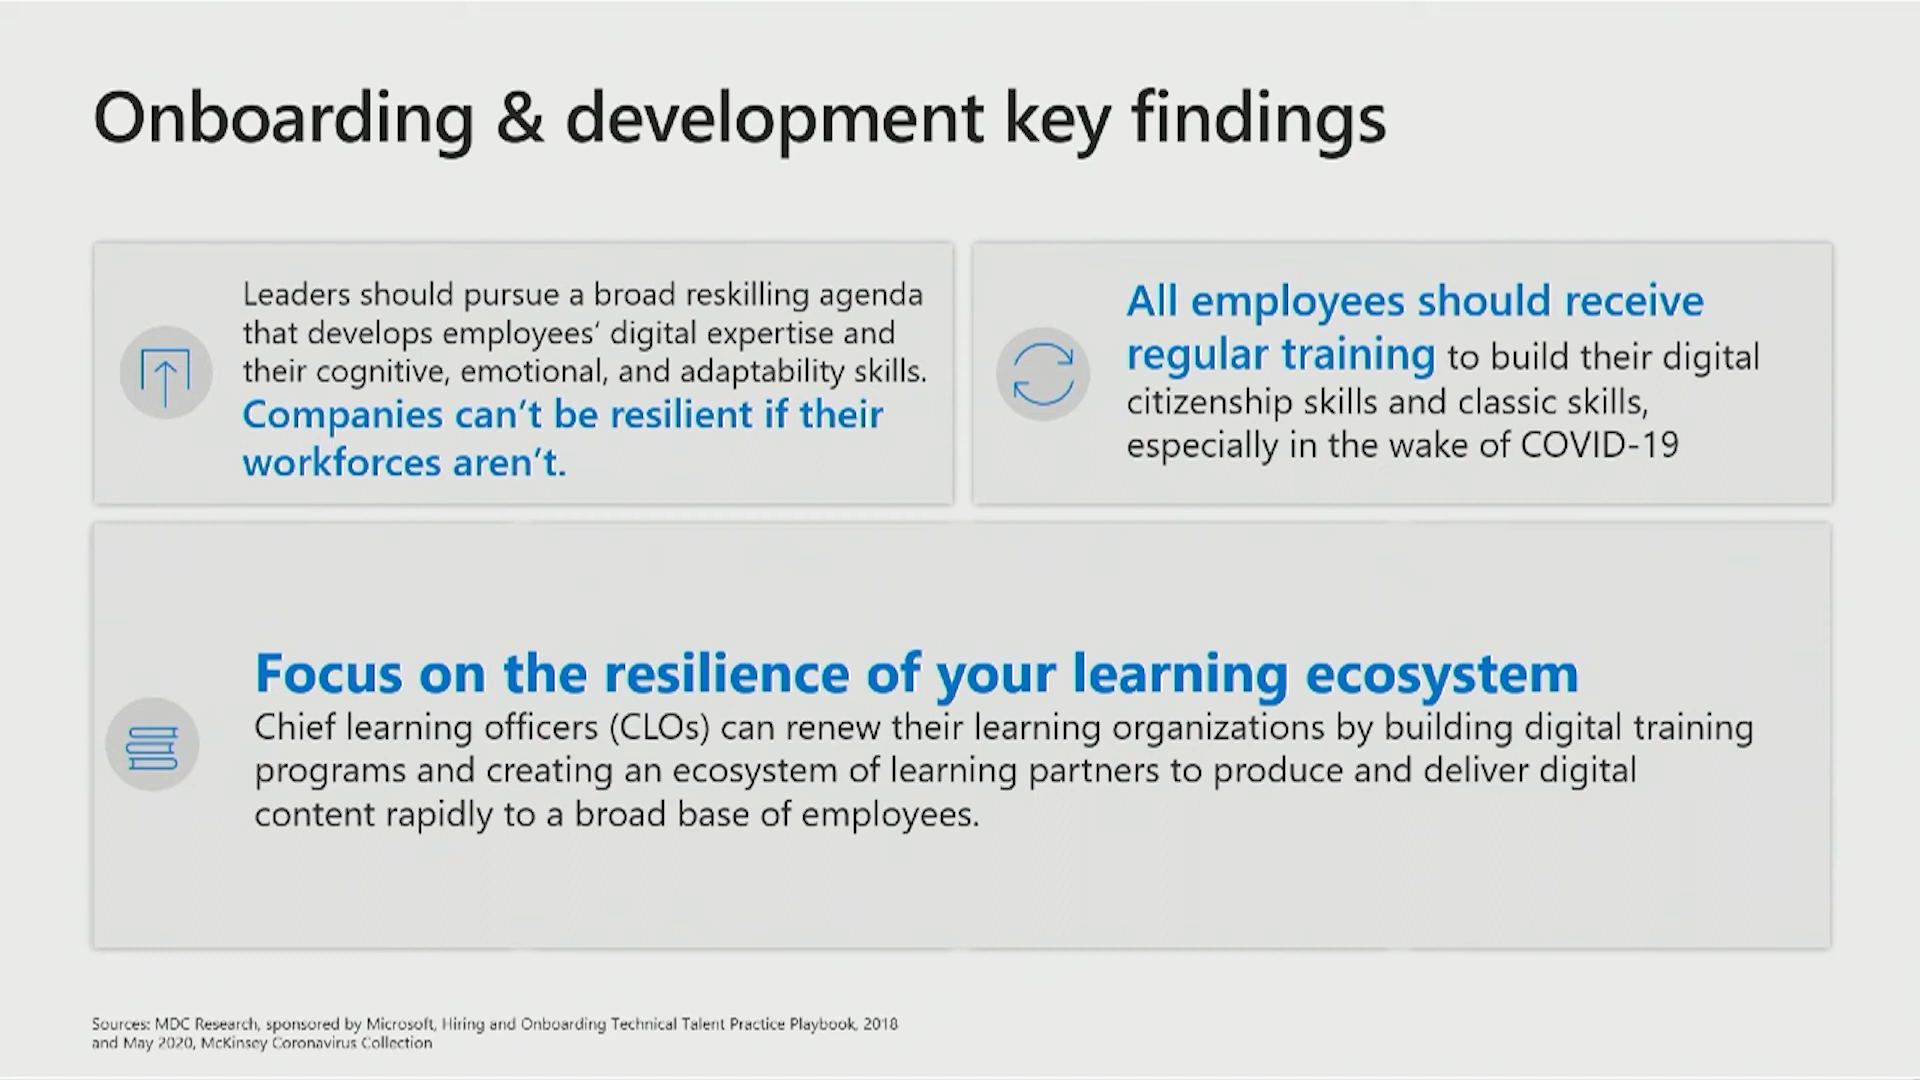 Onboarding & development key findings
Leaders should pursue a broad reskilling agenda
that develops employees’ digital expertise and
their cognitive, emotional, and adaptability skills.
Companies can’t be resilient if their
workforces aren’t.
All employees should receive
regular training to build their digital
citizenship skills and classic skills,
especially in the wake of COVID-19
Focus on the resilience of your learning ecosystem
Chief learning officers (CLOs) can renew their learning organizations by building digital training
programs and creating an ecosystem of learning partners to produce and deliver digital
content rapidly to a broad base of employees.
Sources: MDC Research, sponsored by Microsoft, Hiring and Onboarding Technical Talent Practice Playbook, 2018
and May 2020, McKinsey Coronavirus Collection